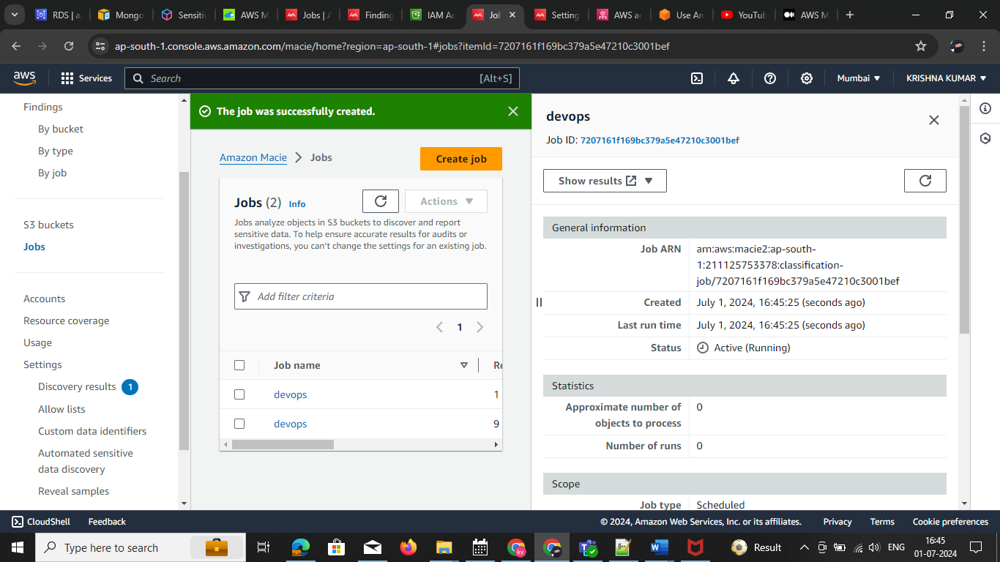 RDS | a
Mongo
Sensitiv
AWS M
Jobs | A
Finding
IAM Ac
Jol
Setting
AWS ac
Use An
YouTub
AWS M
ap-south-1.console.aws.amazon.com/macie/home?region=ap-south-1#jobs?itemId=7207161f169bc379a5e47210c3001bef
aws
Services
Search
[Alt+S]
Mumbai
KRISHNA KUMAR
Findings
By bucket
By type
By job
S3 buckets
Jobs
Accounts
Resource coverage
Usage
Settings
Discovery results 1
Allow lists
Custom data identifiers
Automated sensitive
data discovery
Reveal samples
The job was successfully created.
Amazon Macie > Jobs
Create job
Jobs (2) Info
Actions
Jobs analyze objects in S3 buckets to discover and report
sensitive data. To help ensure accurate results for audits or
investigations, you can't change the settings for an existing job.
Add filter criteria
1
Job name
Re
devops 1
devops 9
devops
Job ID: 7207161f169bc379a5e47210c3001bef
Show results
General information
Job ARN arn:aws:macie2:ap-south-
1:211125753378:classification-
job/7207161f169bc379a5e47210c3001bef
Created July 1, 2024, 16:45:25 (seconds ago)
Last run time July 1, 2024, 16:45:25 (seconds ago)
Status Active (Running)
Statistics
Approximate number of 0
objects to process
Number of runs 0
Scope
Job type Scheduled
CloudShell
Feedback
© 2024, Amazon Web Services, Inc. or its affiliates.
Privacy
Terms
Cookie preferences
Type here to search
kv
Result
ENG
16:45
01-07-2024